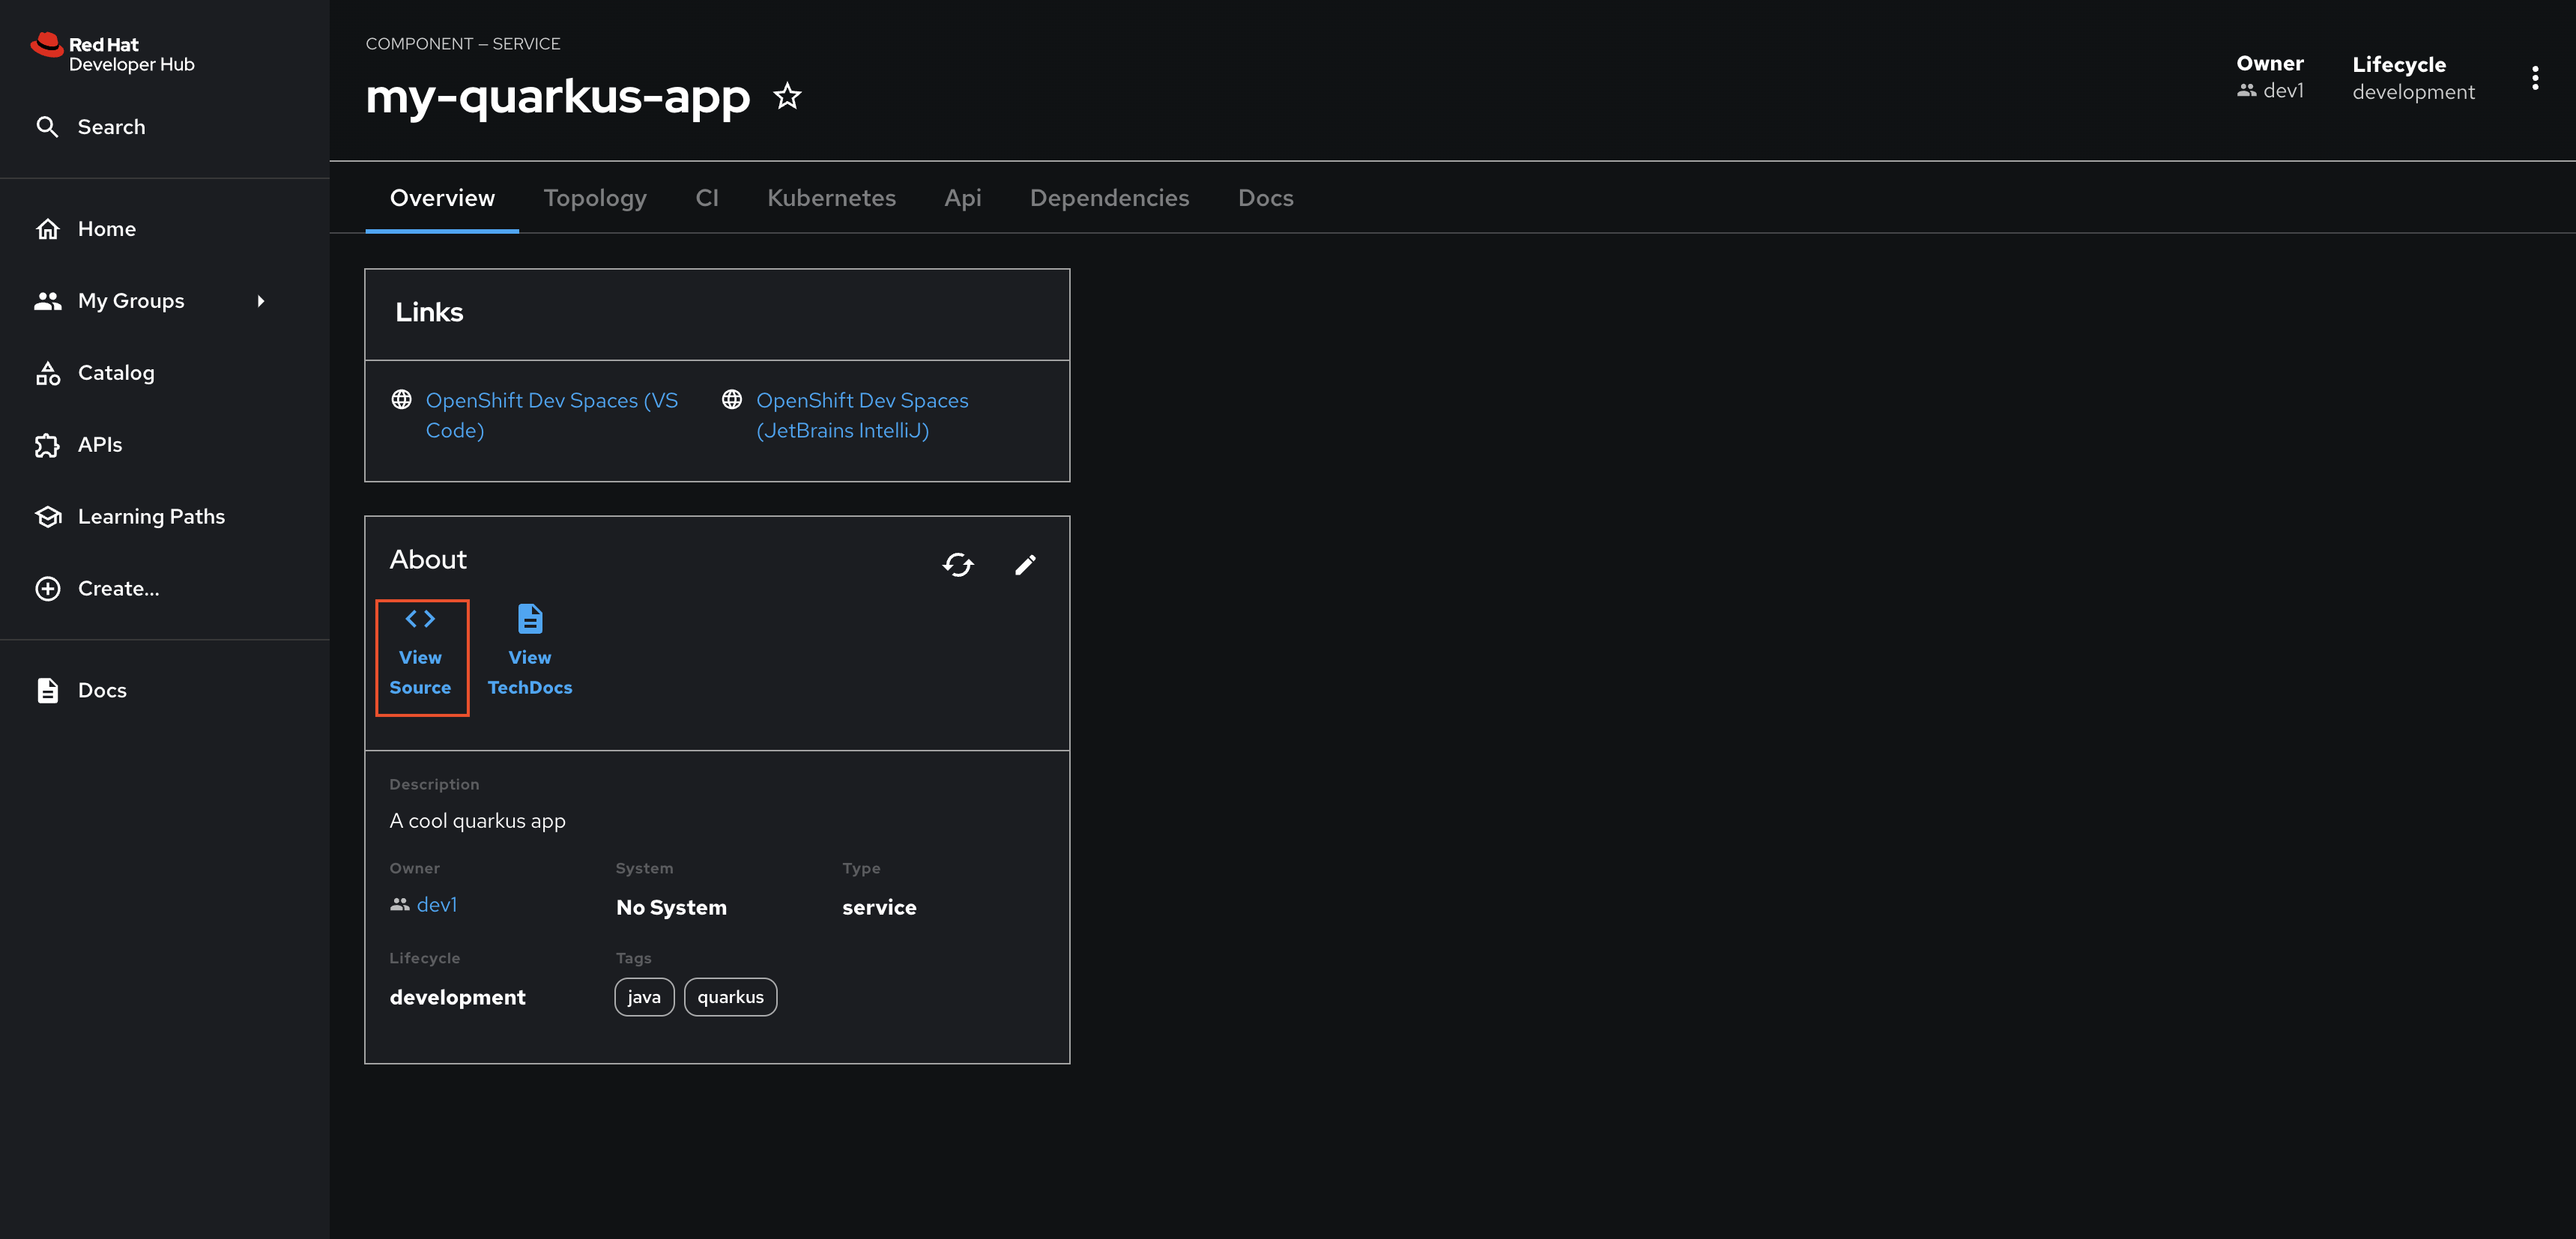 Red Hat
Developer Hub
Search
Home
My Groups
Catalog
APIs
Learning Paths
Create...
Docs
COMPONENT — SERVICE
my-quarkus-app
Owner
dev1
Lifecycle
development
Overview
Topology
CI
Kubernetes
Api
Dependencies
Docs
Links
OpenShift Dev Spaces (VS
Code)
OpenShift Dev Spaces
(JetBrains IntelliJ)
About
View
Source
View
TechDocs
Description
A cool quarkus app
Owner
System
Type
dev1
No System
service
Lifecycle
Tags
development
java
quarkus